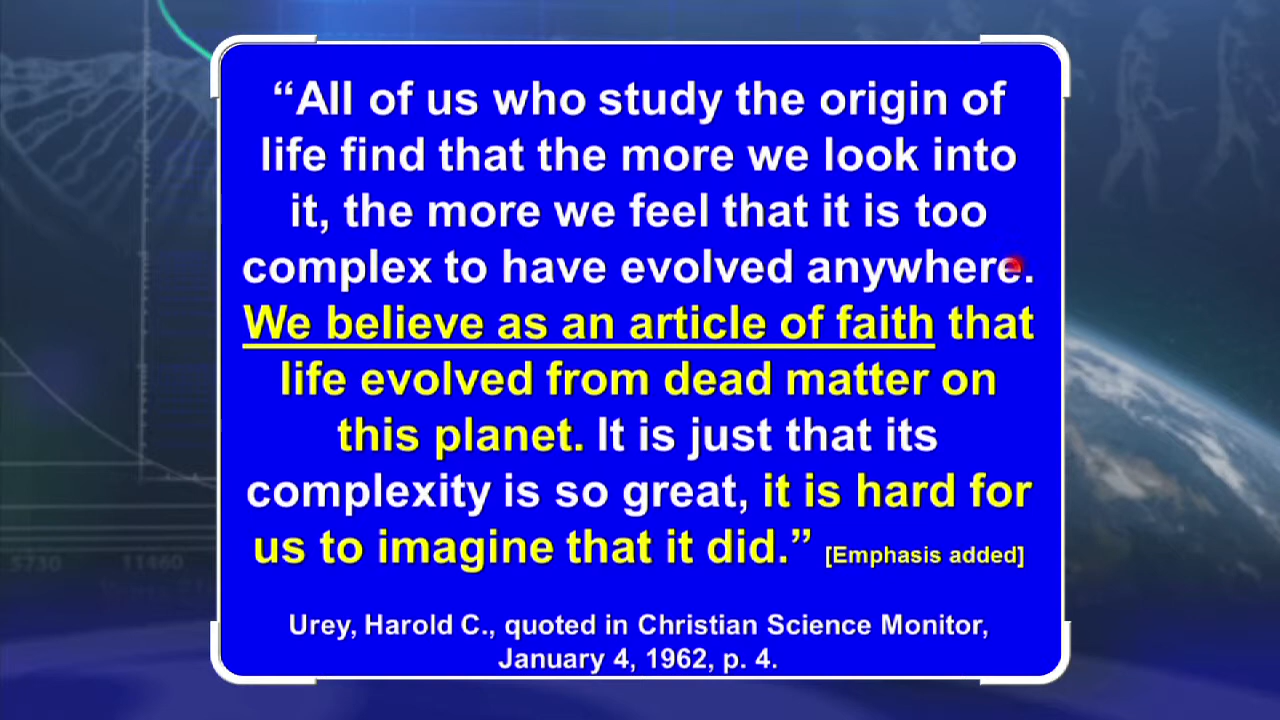 “All of us who study the origin of
life find that the more we look into
it, the more we feel that it is too
complex to have evolved anywhere.
We believe as an article of faith that
life evolved from dead matter on
this planet. It is just that its
complexity is so great, it is hard for
us to imagine that it did.” [Emphasis added]
Urey, Harold C., quoted in Christian Science Monitor,
January 4, 1962, p. 4.
5730 11460